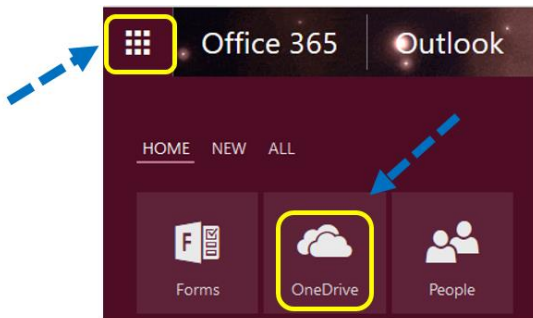 Office 365 Outlook
HOME NEW ALL
F
Forms OneDrive People